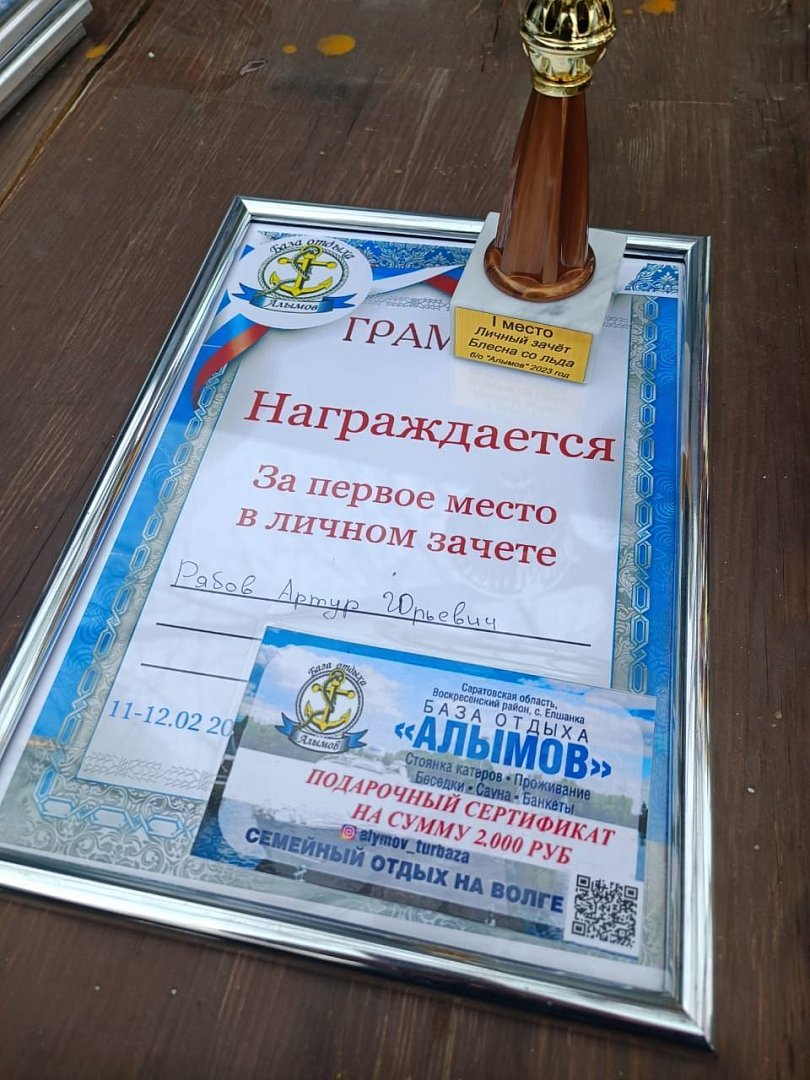 База отдыха
Алымов
ГРАМ
I место
Личный зачёт
Блесна со льда
б/о "Алымов" 2023 год
Награждается
За первое место
в личном зачете
Рябов Артур Юрьевич
11-12.02 20
База отдыха
Алымов
Саратовская область,
Воскресенский район, с. Елшанка
БАЗА ОТДЫХА
«АЛЫМОВ»
Стоянка катеров • Проживание
Беседки • Сауна • Банкеты
ПОДАРОЧНЫЙ СЕРТИФИКАТ
НА СУММУ 2.000 РУБ
alymov_turbaza
СЕМЕЙНЫЙ ОТДЫХ НА ВОЛГЕ